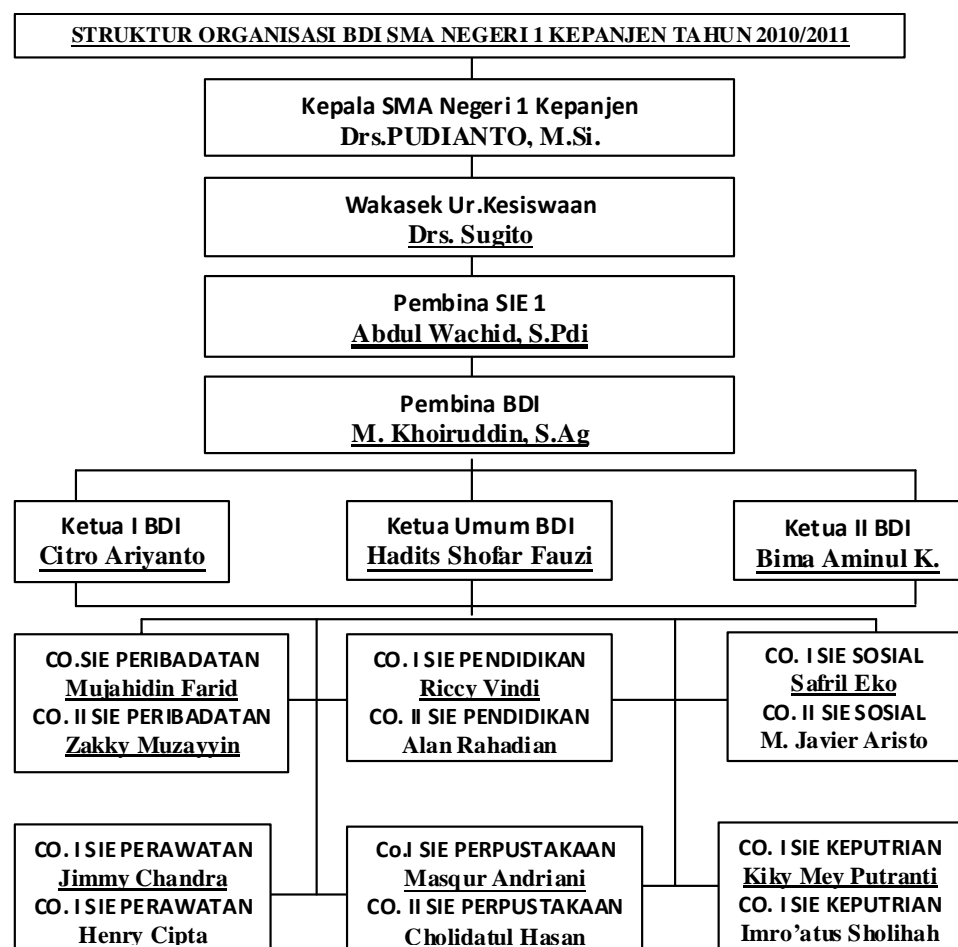 STRUKTUR ORGANISASI BDI SMA NEGERI 1 KEPANJEN TAHUN 2010/2011
Kepala SMA Negeri 1 Kepanjen
Drs.PUDIANTO, M.Si.
Wakasek Ur.Kesiswaan
Drs. Sugito
Pembina SIE 1
Abdul Wachid, S.Pdi
Pembina BDI
M. Khoiruddin, S.Ag
Ketua I BDI
Citro Ariyanto
Ketua Umum BDI
Hadits Shofar Fauzi
Ketua II BDI
Bima Aminul K.
CO.SIE PERIBADATAN
Mujahidin Farid
CO. II SIE PERIBADATAN
Zakky Muzayyin
CO. I SIE PENDIDIKAN
Riccy Vindi
CO. II SIE PENDIDIKAN
Alan Rahadian
CO. I SIE SOSIAL
Safril Eko
CO. II SIE SOSIAL
M. Javier Aristo
CO. I SIE PERAWATAN
Jimmy Chandra
CO. I SIE PERAWATAN
Henry Cipta
Co.I SIE PERPUSTAKAAN
Masqur Andriani
CO. II SIE PERPUSTAKAAN
Cholidatul Hasan
CO. I SIE KEPUTRIAN
Kiky Mey Putranti
CO. I SIE KEPUTRIAN
Imro’atus Sholihah